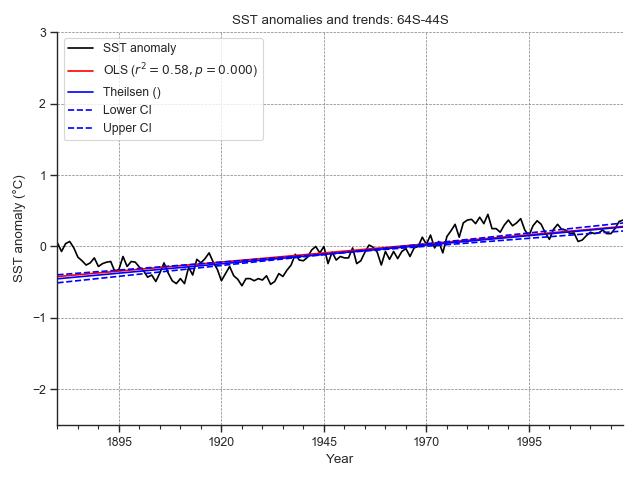 SST anomalies and trends: 64S-44S
SST anomaly
OLS (r² = 0.58, p = 0.000)
Theilsen ()
Lower CI
Upper CI
3
2
1
0
−1
−2
SST anomaly (°C)
1895 1920 1945 1970 1995
Year